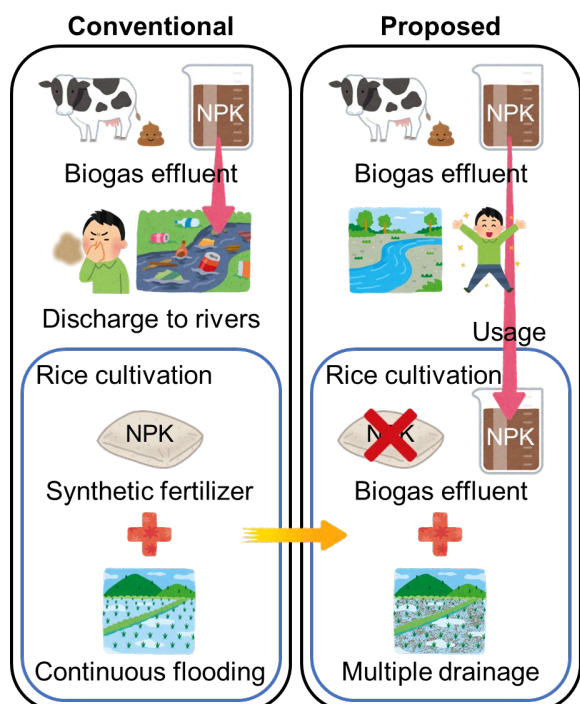 Conventional
NPK
Biogas effluent
Discharge to rivers
Rice cultivation
NPK
Synthetic fertilizer
Continuous flooding
Proposed
NPK
Biogas effluent
Usage
Rice cultivation
NPK
NPK
Biogas effluent
Multiple drainage